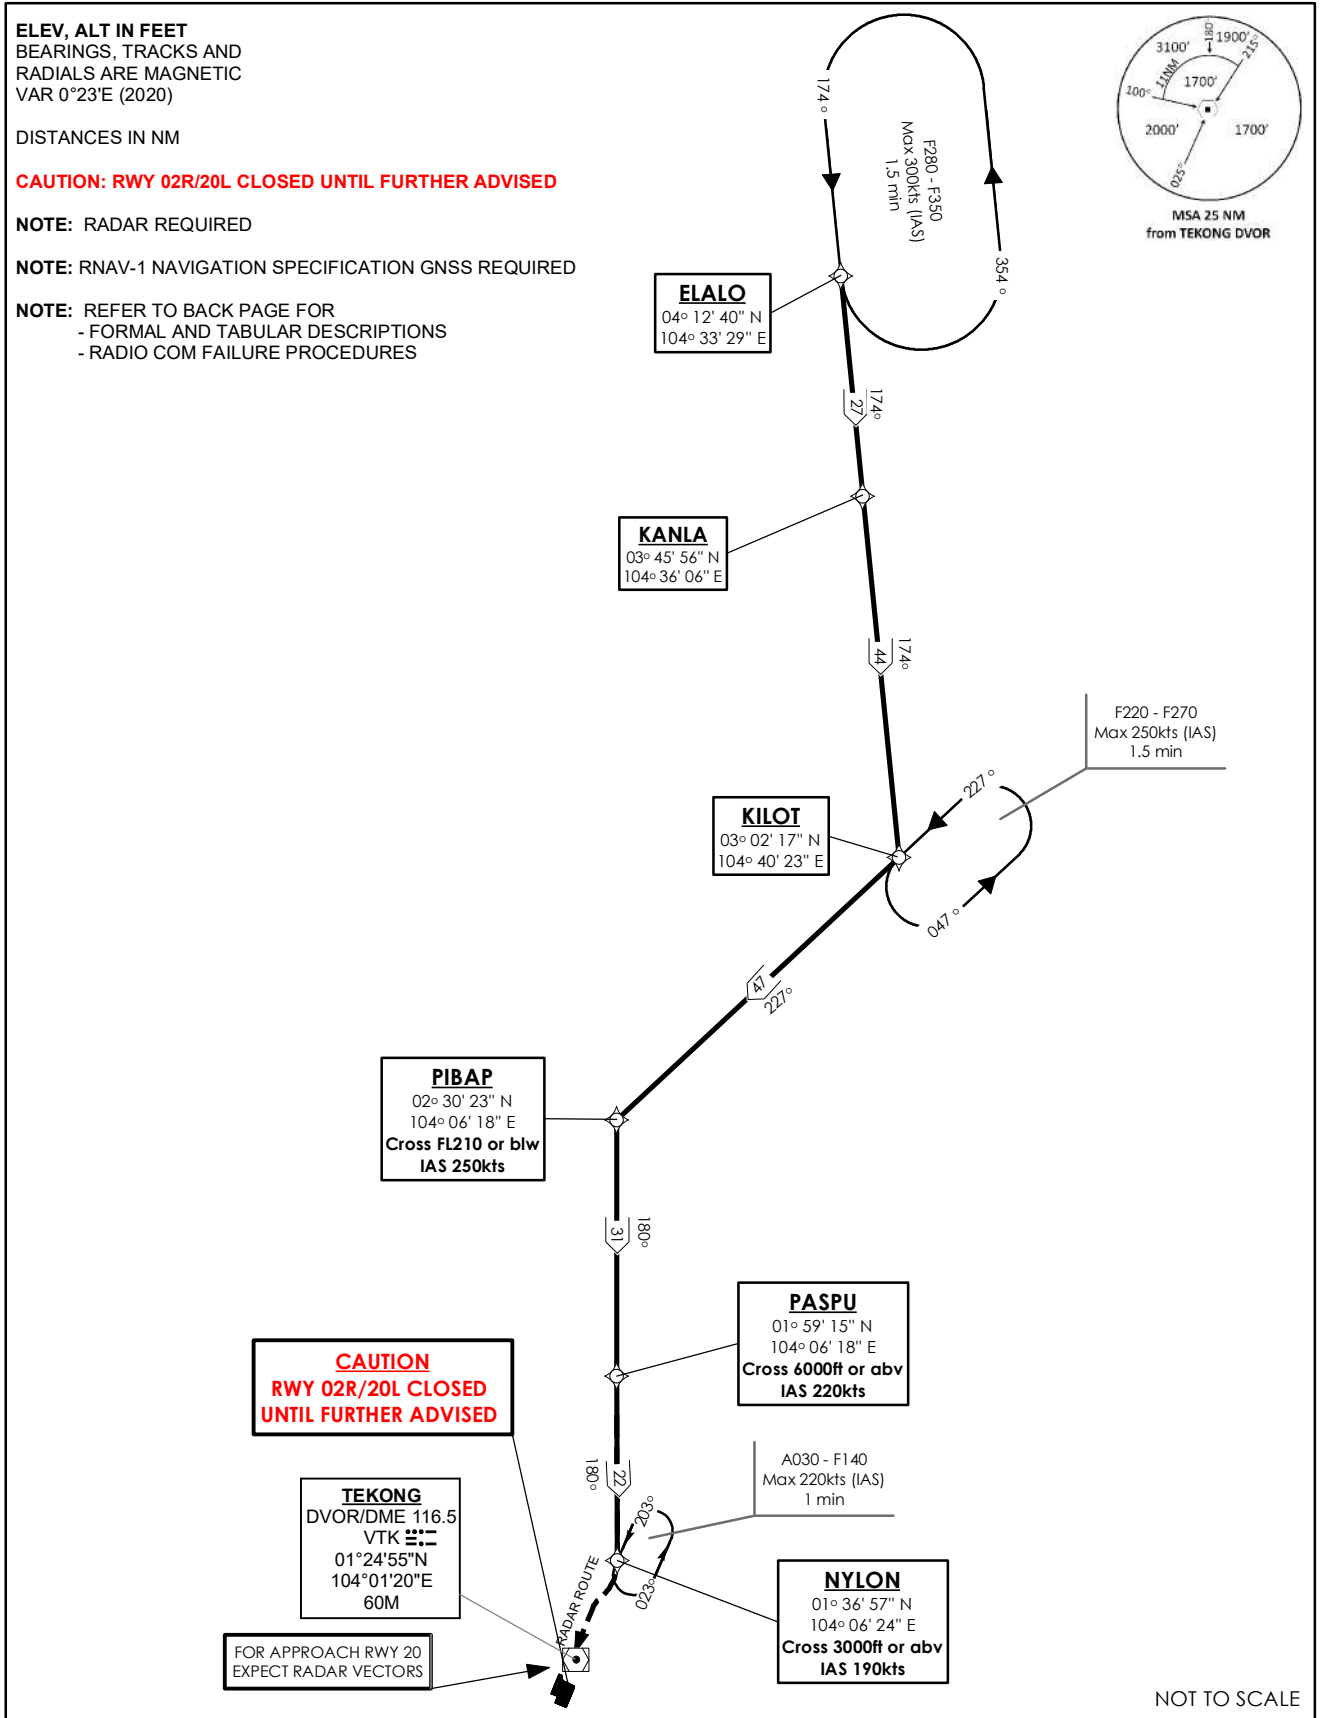 ELEV, ALT IN FEET
BEARINGS, TRACKS AND
RADIALS ARE MAGNETIC
VAR 0°23'E (2020)
DISTANCES IN NM
CAUTION: RWY 02R/20L CLOSED UNTIL FURTHER ADVISED
NOTE: RADAR REQUIRED
NOTE: RNAV-1 NAVIGATION SPECIFICATION GNSS REQUIRED
NOTE: REFER TO BACK PAGE FOR
- FORMAL AND TABULAR DESCRIPTIONS
- RADIO COM FAILURE PROCEDURES
174°
F280 - F350
Max 300kts (IAS)
1.5 min
354°
3100'
180°
1900'
215°
11NM
1700'
100°
2000'
1700'
025°
MSA 25 NM
from TEKONG DVOR
ELALO
04° 12' 40" N
104° 33' 29" E
27
174°
KANLA
03° 45' 56" N
104° 36' 06" E
44
174°
F220 - F270
Max 250kts (IAS)
1.5 min
227°
047°
KILOT
03° 02' 17" N
104° 40' 23" E
47
227°
PIBAP
02° 30' 23" N
104° 06' 18" E
Cross FL210 or blw
IAS 250kts
31
180°
PASPU
01° 59' 15" N
104° 06' 18" E
Cross 6000ft or abv
IAS 220kts
CAUTION
RWY 02R/20L CLOSED
UNTIL FURTHER ADVISED
180°
22
A030 - F140
Max 220kts (IAS)
1 min
203°
023°
TEKONG
DVOR/DME 116.5
VTK
01°24'55"N
104°01'20"E
60M
RADAR ROUTE
NYLON
01° 36' 57" N
104° 06' 24" E
Cross 3000ft or abv
IAS 190kts
FOR APPROACH RWY 20
EXPECT RADAR VECTORS
NOT TO SCALE